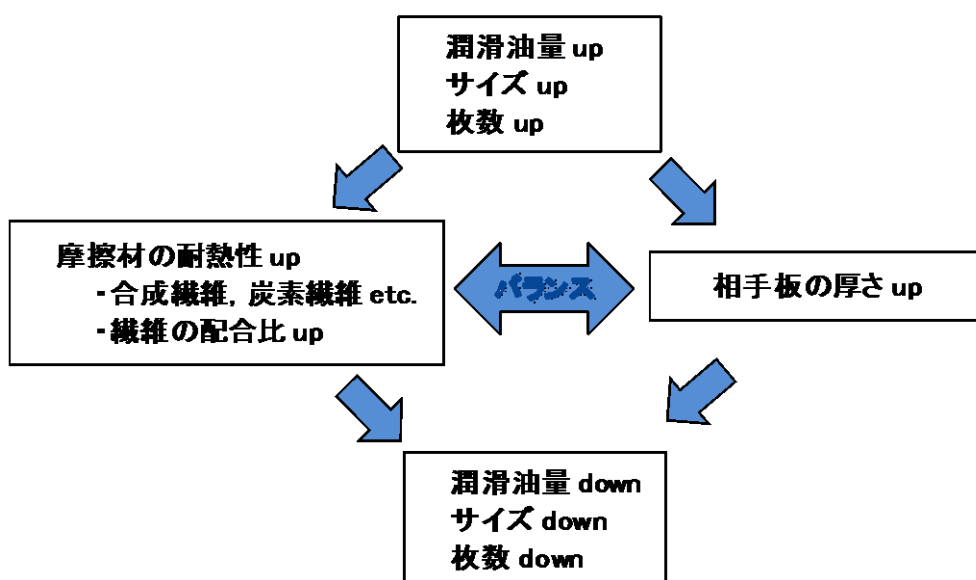 潤滑油量 up
サイズ up
枚数 up
摩擦材の耐熱性 up
- 合成繊維, 炭素繊維 etc.
- 繊維の配合比 up
バランス
相手板の厚さ up
潤滑油量 down
サイズ down
枚数 down